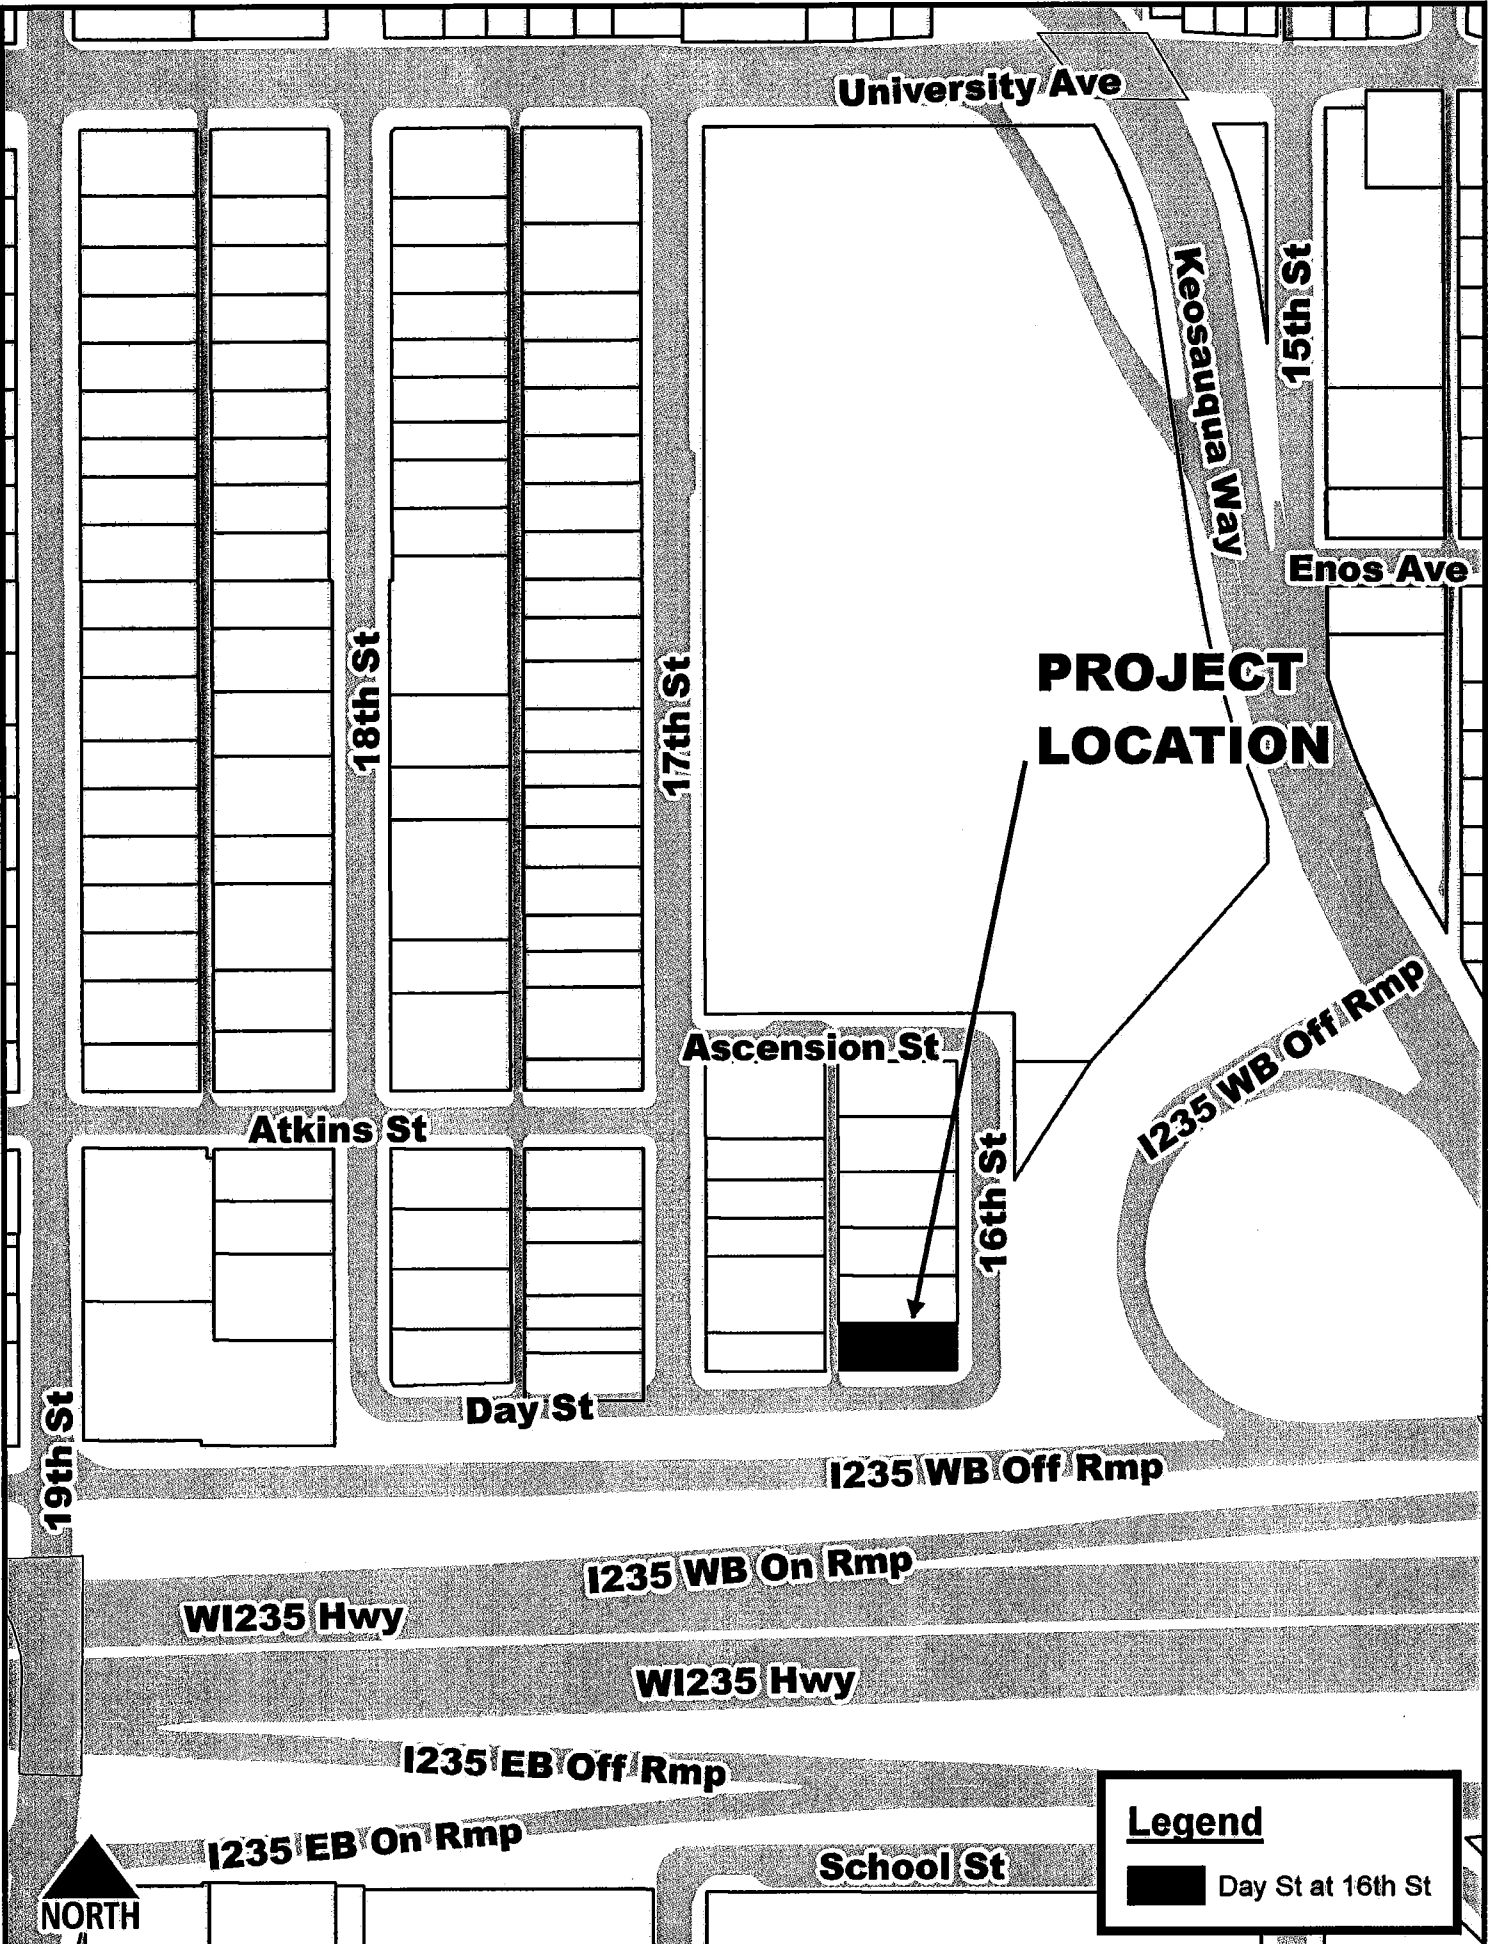 University Ave
Keosauqua Way
15th St
Enos Ave
18th St
17th St
PROJECT
LOCATION
I235 WB Off Rmp
Ascension St
Atkins St
16th St
Day St
19th St
I235 WB Off Rmp
I235 WB On Rmp
WI235 Hwy
WI235 Hwy
I235 EB Off Rmp
I235 EB On Rmp
School St
Legend
Day St at 16th St
NORTH